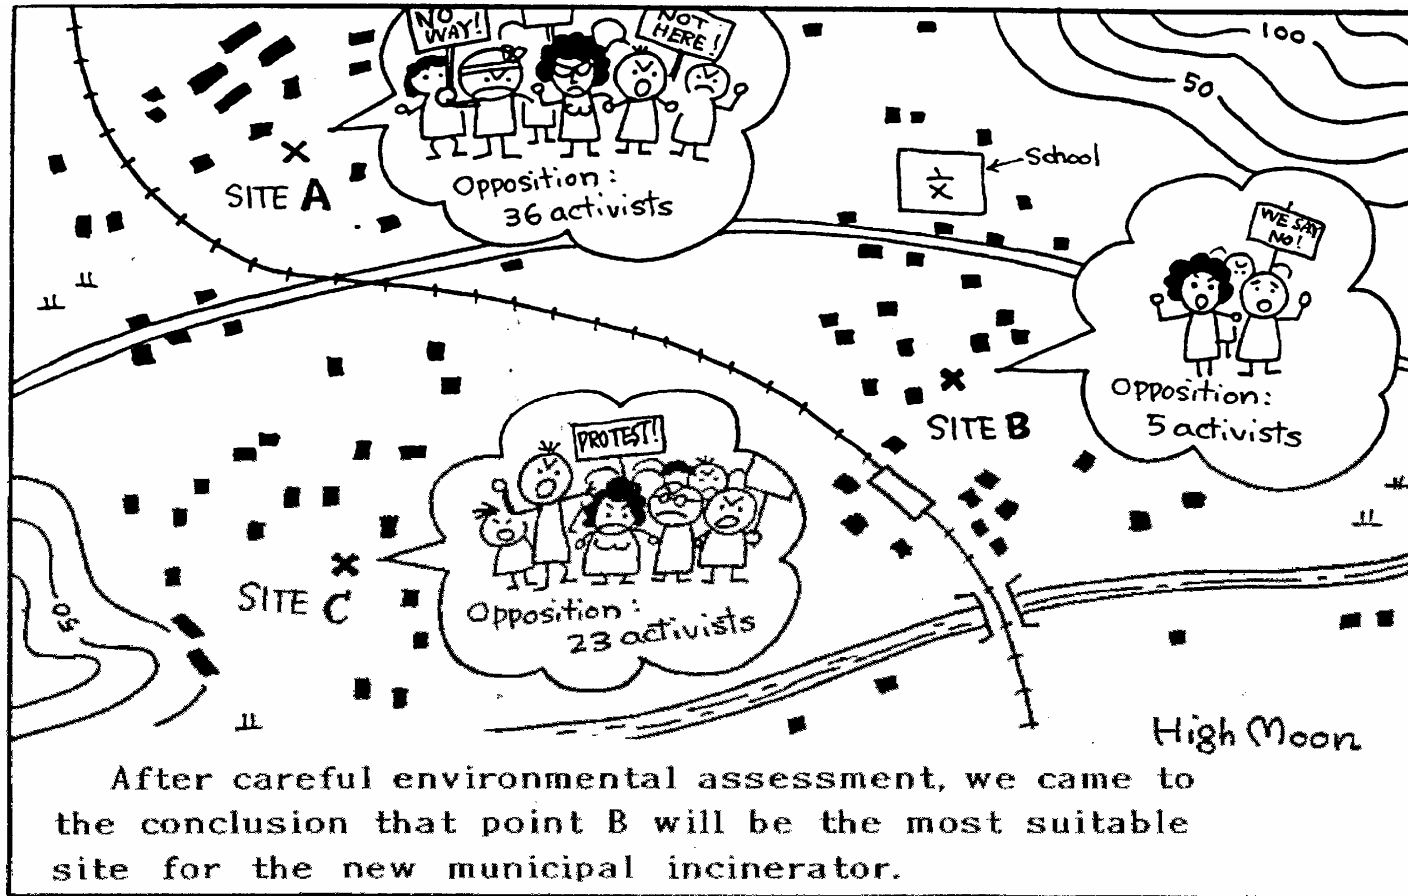 NO
WAY!
NOT
HERE!
100
50
School
文
SITE A
Opposition:
36 activists
WE SAY
NO!
Opposition:
5 activists
SITE B
PROTEST!
SITE C
Opposition:
23 activists
50
High Moon
After careful environmental assessment, we came to
the conclusion that point B will be the most suitable
site for the new municipal incinerator.